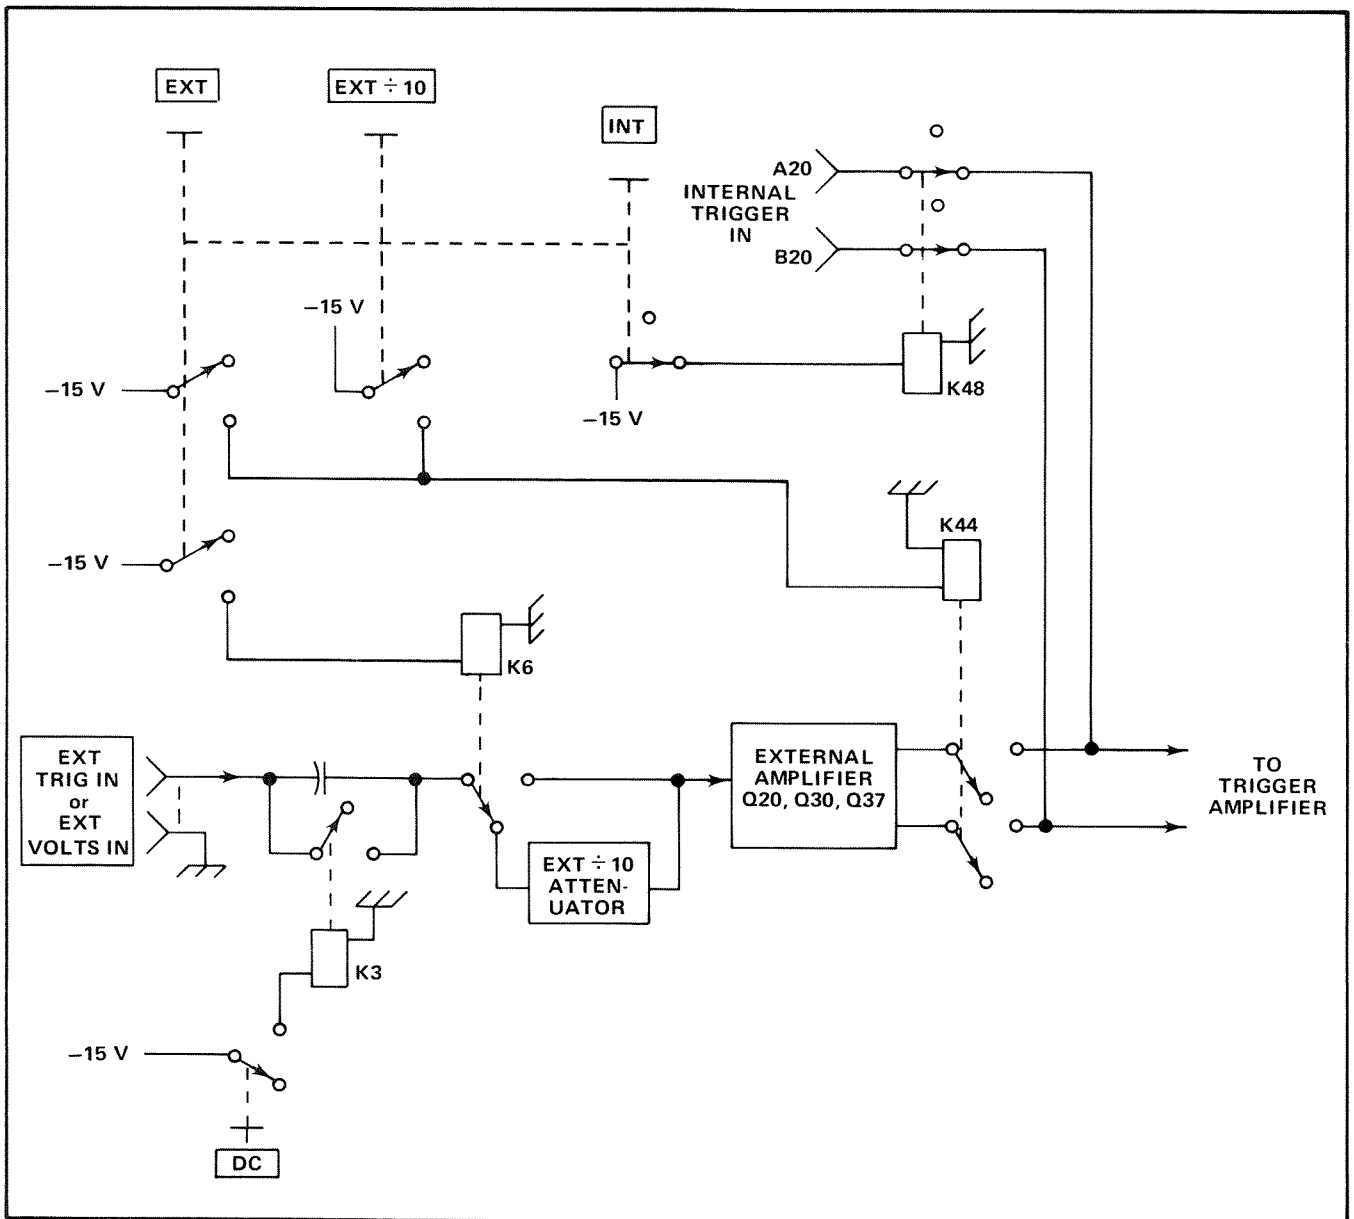 EXT
EXT ÷ 10
INT
A20
INTERNAL
TRIGGER
IN
B20
−15 V
−15 V
−15 V
K48
K44
−15 V
K6
EXT
TRIG IN
or
EXT
VOLTS IN
EXTERNAL
AMPLIFIER
Q20, Q30, Q37
TO
TRIGGER
AMPLIFIER
EXT ÷ 10
ATTEN-
UATOR
K3
−15 V
DC